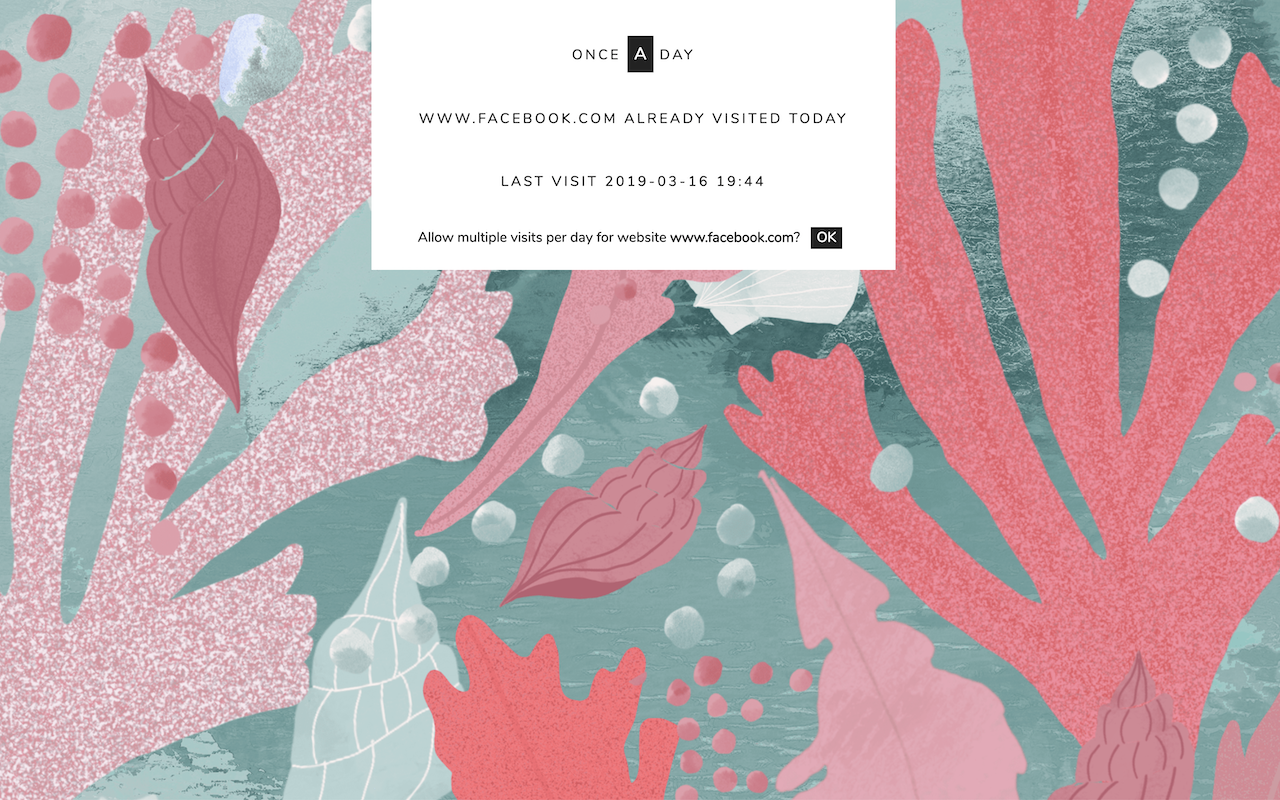 ONCE A DAY
WWW.FACEBOOK.COM ALREADY VISITED TODAY
LAST VISIT 2019-03-16 19:44
Allow multiple visits per day for website www.facebook.com? OK